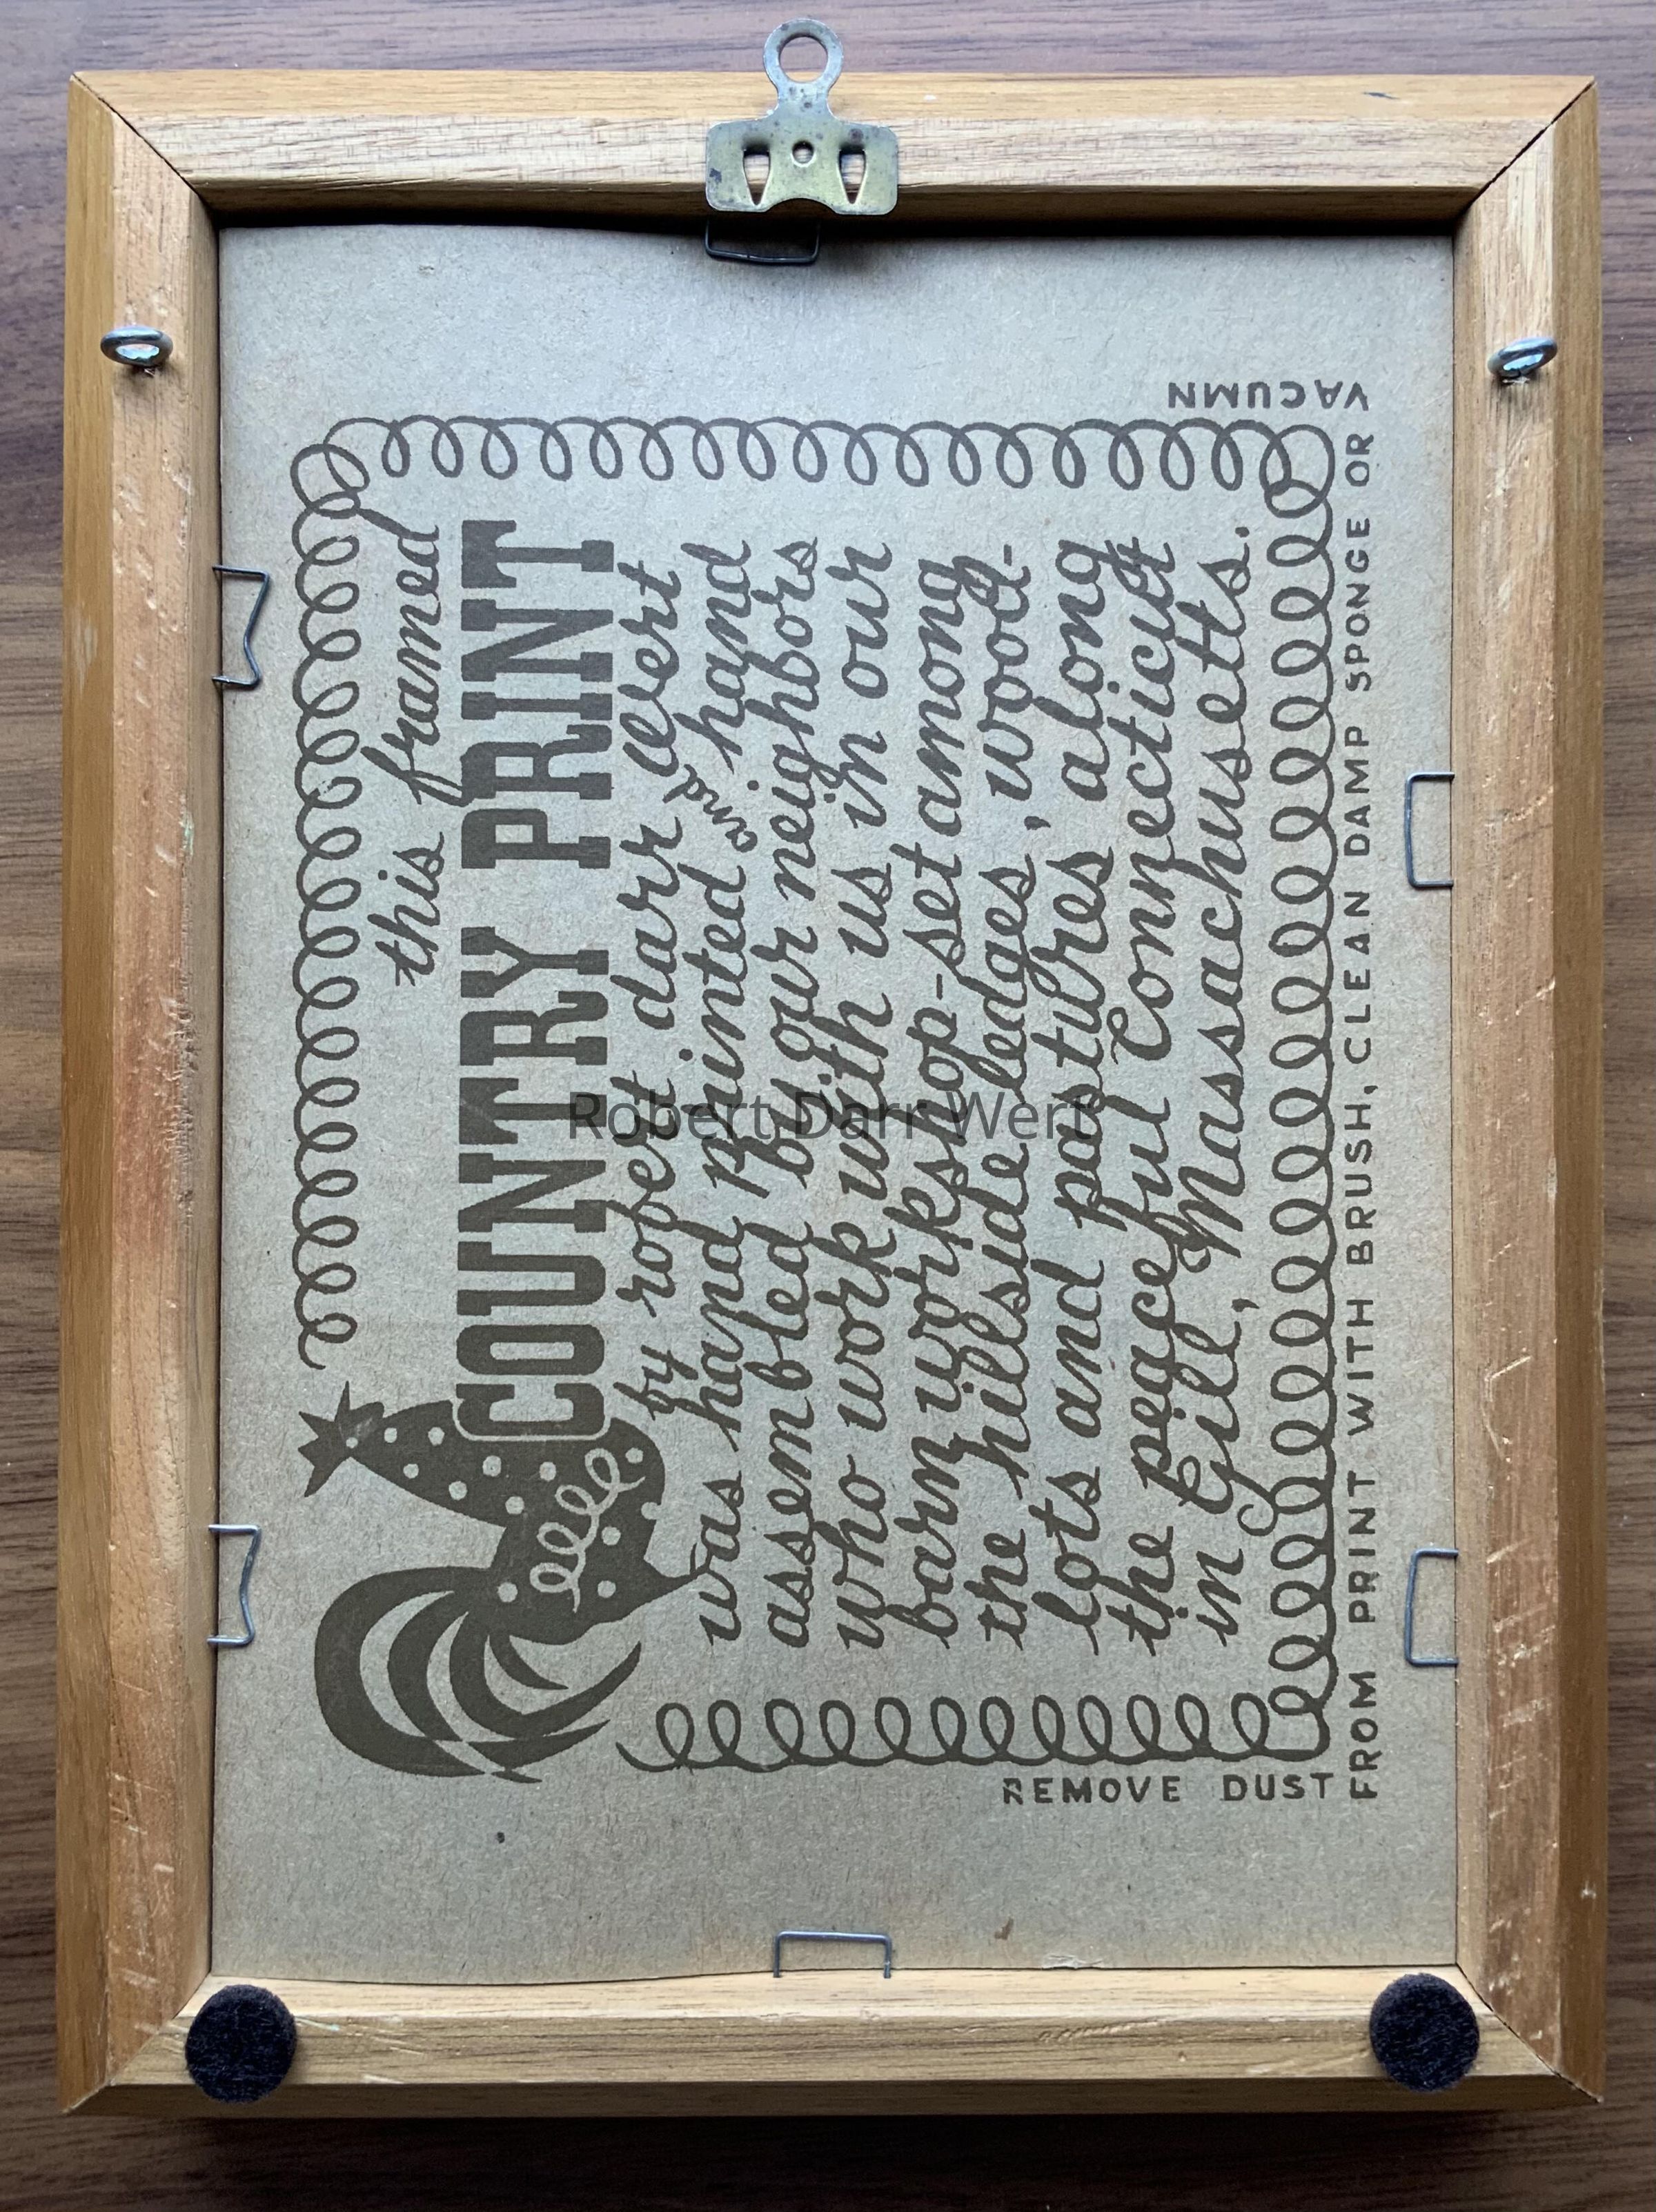 this framed
COUNTRY PRINT
by robert darr wert
was hand printed and hand
assembled by our neighbors
who work with us in our
barn workshop-set among
the hillside ledges, wood-
lots and pastures along
the peaceful Connecticut
in Gill, Massachusetts.
REMOVE DUST
FROM PRINT WITH BRUSH, CLEAN DAMP SPONGE OR
VACUMN
Robert Darr Wert